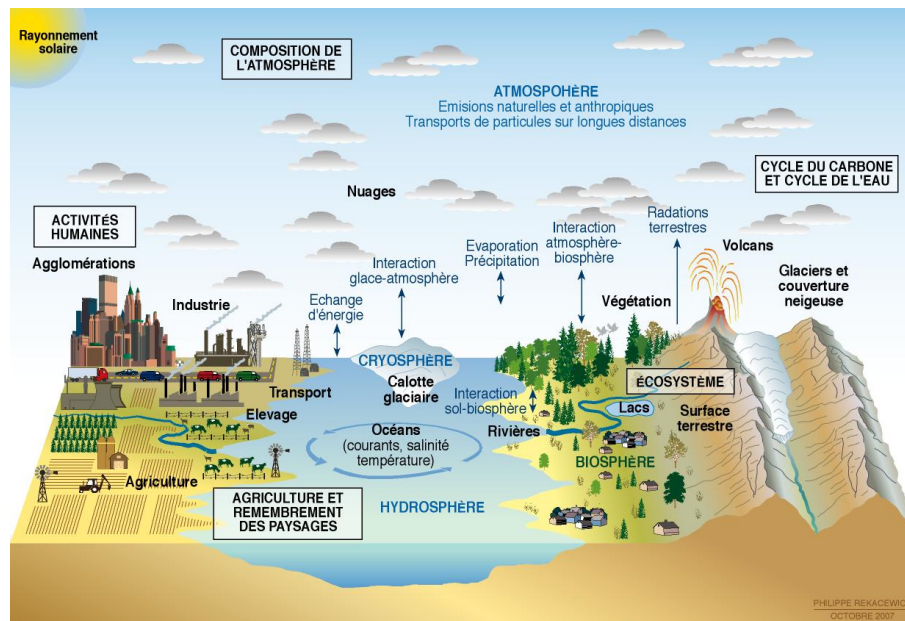 Rayonnement
solaire
COMPOSITION DE
L'ATMOSPHÈRE
ATMOSPOHÈRE
Emisions naturelles et anthropiques
Transports de particules sur longues distances
CYCLE DU CARBONE
ET CYCLE DE L'EAU
Nuages
ACTIVITÉS
HUMAINES
Agglomérations
Industrie
Echange
d'énergie
Interaction
glace-atmosphère
Evaporation
Précipitation
Interaction
atmosphère-
biosphère
Radations
terrestres
Volcans
Glaciers et
couverture
neigeuse
Végétation
CRYOSPHÈRE
Calotte
glaciaire
Transport
Elevage
Interaction
sol-biosphère
ÉCOSYSTÈME
Lacs
Surface
terrestre
Rivières
Océans
(courants, salinité
température)
BIOSPHÈRE
Agriculture
AGRICULTURE ET
REMEMBREMENT
DES PAYSAGES
HYDROSPHÈRE
PHILIPPE REKACEWIC
OCTOBRE 2007